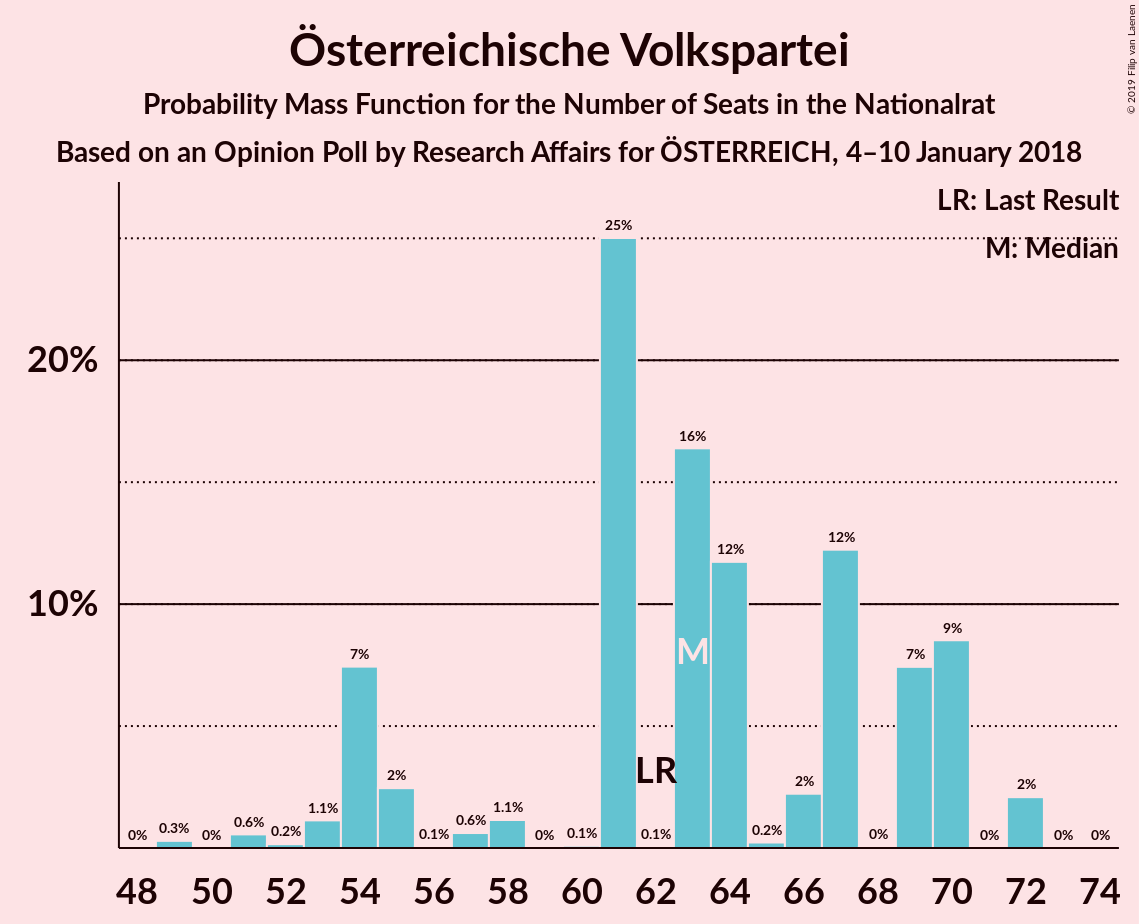 © 2019 Filip van Laenen
Österreichische Volkspartei
Probability Mass Function for the Number of Seats in the Nationalrat
Based on an Opinion Poll by Research Affairs for ÖSTERREICH, 4–10 January 2018
LR: Last Result
M: Median
20%
10%
0% 0.3% 0% 0.6% 0.2% 1.1% 7% 2% 0.1% 0.6% 1.1% 0% 0.1% 25% 0.1% 16% 12% 0.2% 2% 12% 0% 7% 9% 0% 2% 0% 0%
M
LR
48 50 52 54 56 58 60 62 64 66 68 70 72 74